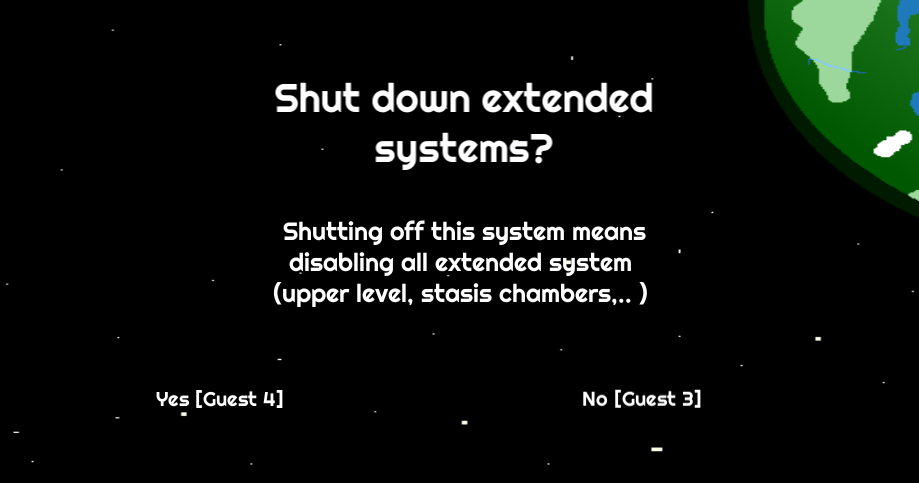 Shut down extended
systems?
Shutting off this system means
disabling all extended system
(upper level, stasis chambers,.. )
Yes [Guest 4]
No [Guest 3]